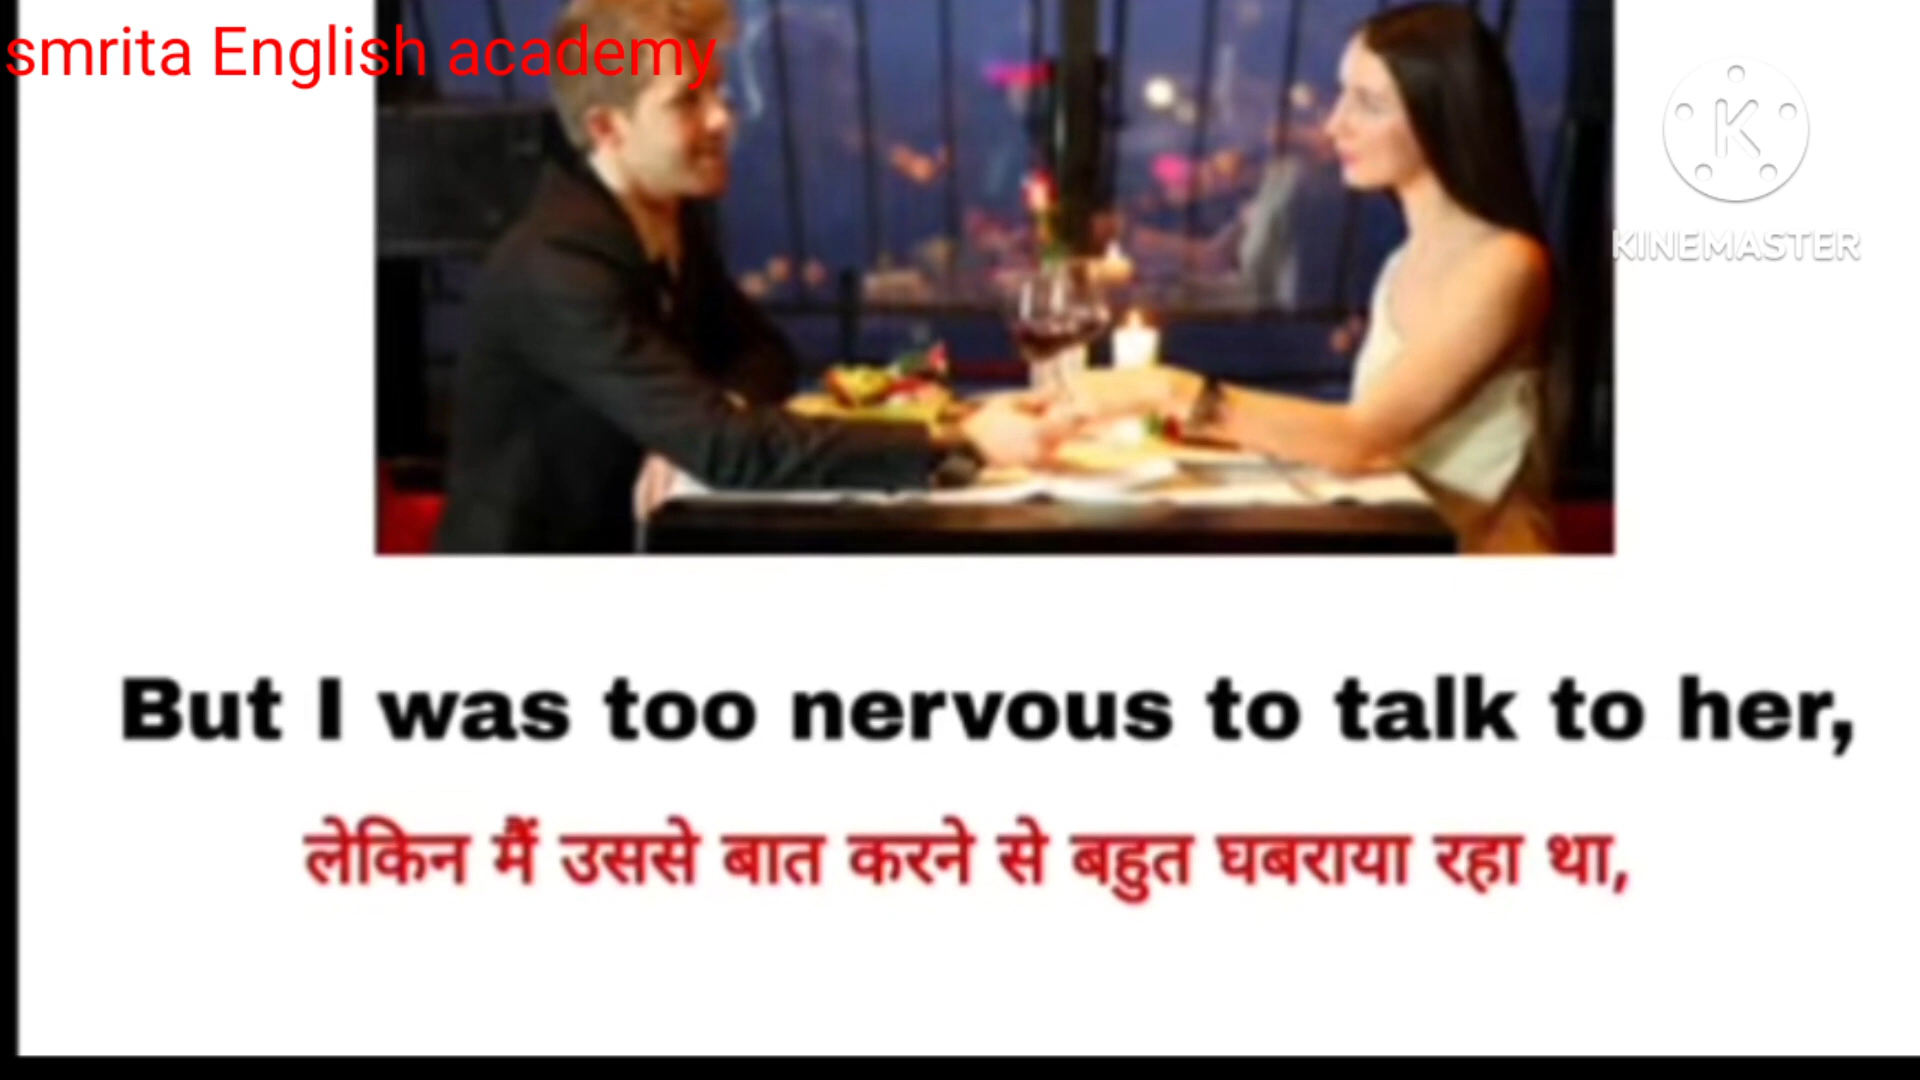 smrita English academy
K
KINEMASTER
But I was too nervous to talk to her,
लेकिन मैं उससे बात करने से बहुत घबराया रहा था,